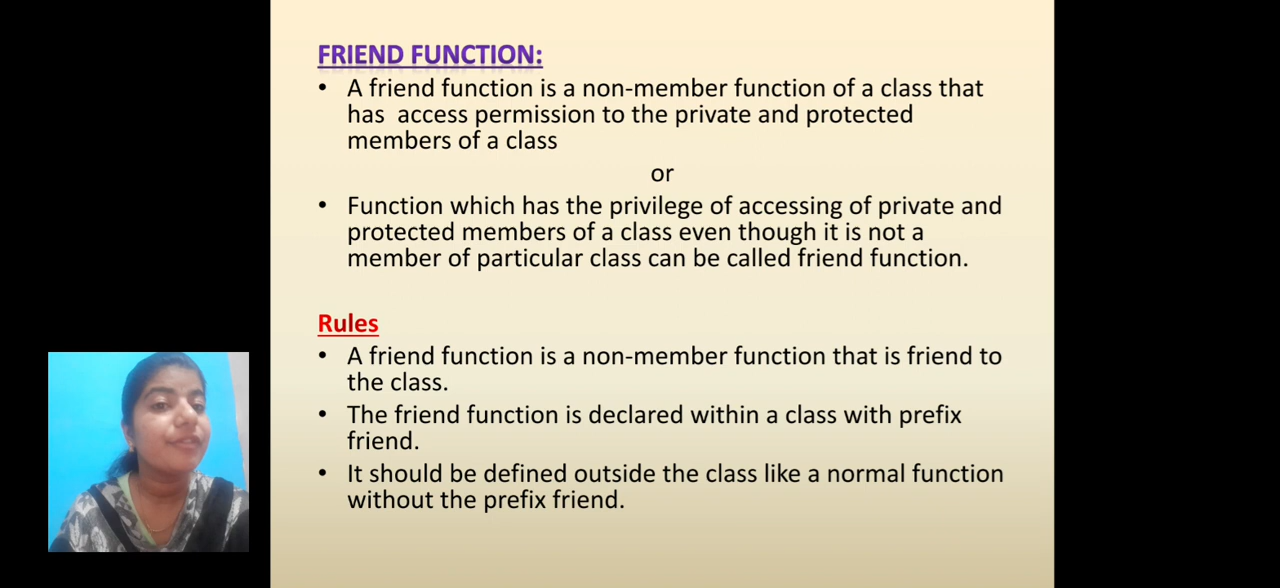 FRIEND FUNCTION:
• A friend function is a non-member function of a class that
has access permission to the private and protected
members of a class
or
• Function which has the privilege of accessing of private and
protected members of a class even though it is not a
member of particular class can be called friend function.
Rules
• A friend function is a non-member function that is friend to
the class.
• The friend function is declared within a class with prefix
friend.
• It should be defined outside the class like a normal function
without the prefix friend.